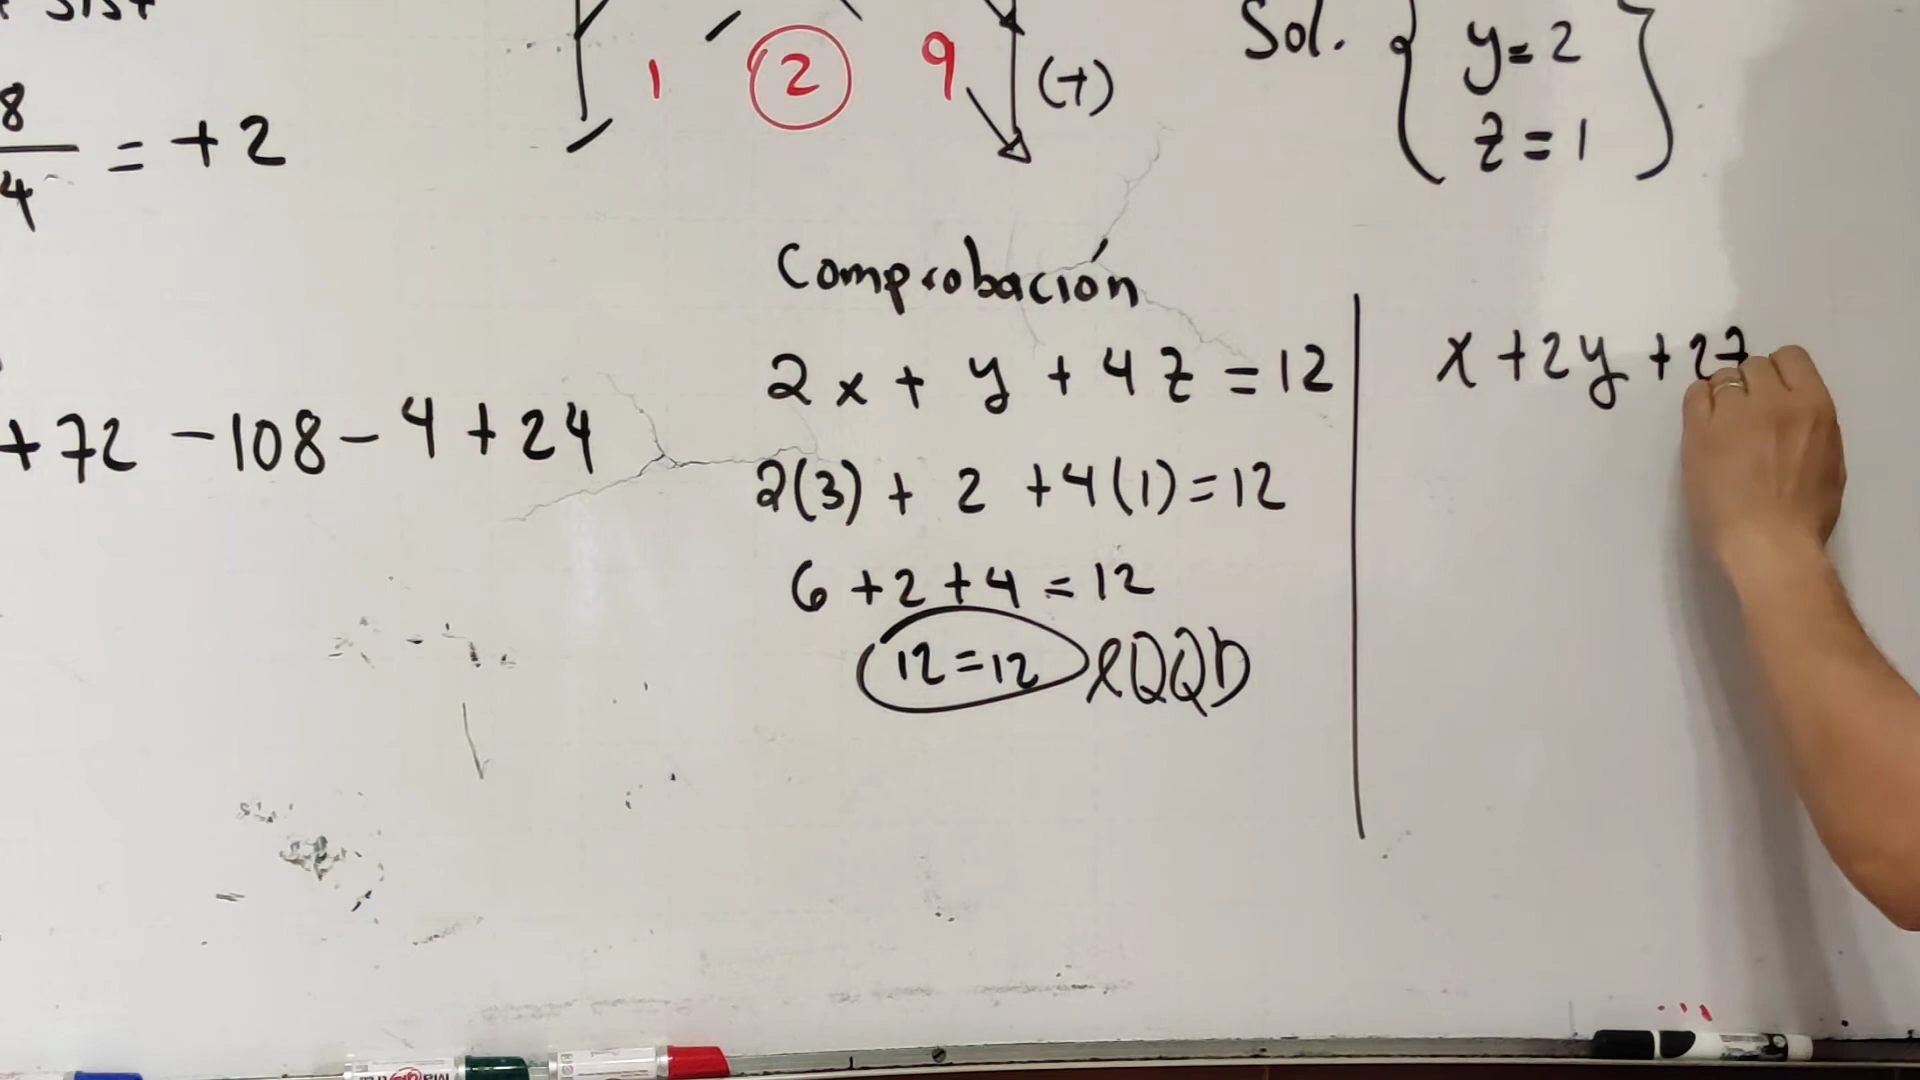 1 2 9
(+)
Sol. { y=2
z=1 }
8
4
= +2
+72 -108 - 4 + 24
Comprobación
2x + y + 4z = 12
2(3) + 2 + 4(1) = 12
6 + 2 + 4 = 12
12 = 12 lQQD
x + 2y + 2z